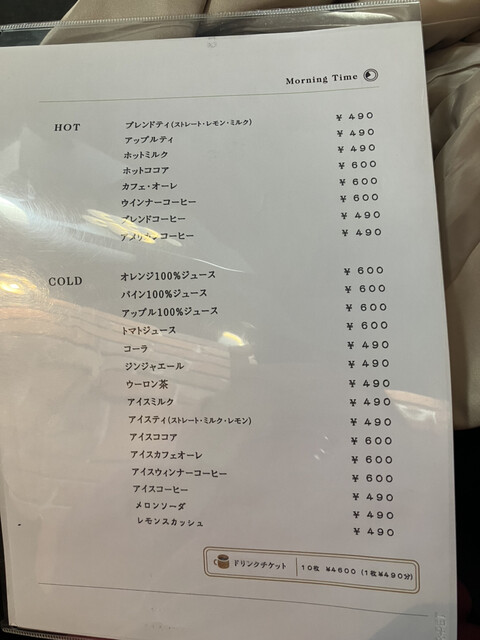 Morning Time
HOT
ブレンドティ(ストレート・レモン・ミルク) ¥ 490
アップルティ ¥ 490
ホットミルク ¥ 490
ホットココア ¥ 600
カフェ・オーレ ¥ 600
ウインナーコーヒー ¥ 600
ブレンドコーヒー ¥ 490
アメリカンコーヒー ¥ 490
COLD
オレンジ100%ジュース ¥ 600
パイン100%ジュース ¥ 600
アップル100%ジュース ¥ 600
トマトジュース ¥ 600
コーラ ¥ 490
ジンジャエール ¥ 490
ウーロン茶 ¥ 490
アイスミルク ¥ 490
アイスティ(ストレート・ミルク・レモン) ¥ 490
アイスココア ¥ 600
アイスカフェオーレ ¥ 600
アイスウィンナーコーヒー ¥ 600
アイスコーヒー ¥ 490
メロンソーダ ¥ 490
レモンスカッシュ ¥ 490
ドリンクチケット 10枚 ¥4600 (1枚¥490分)